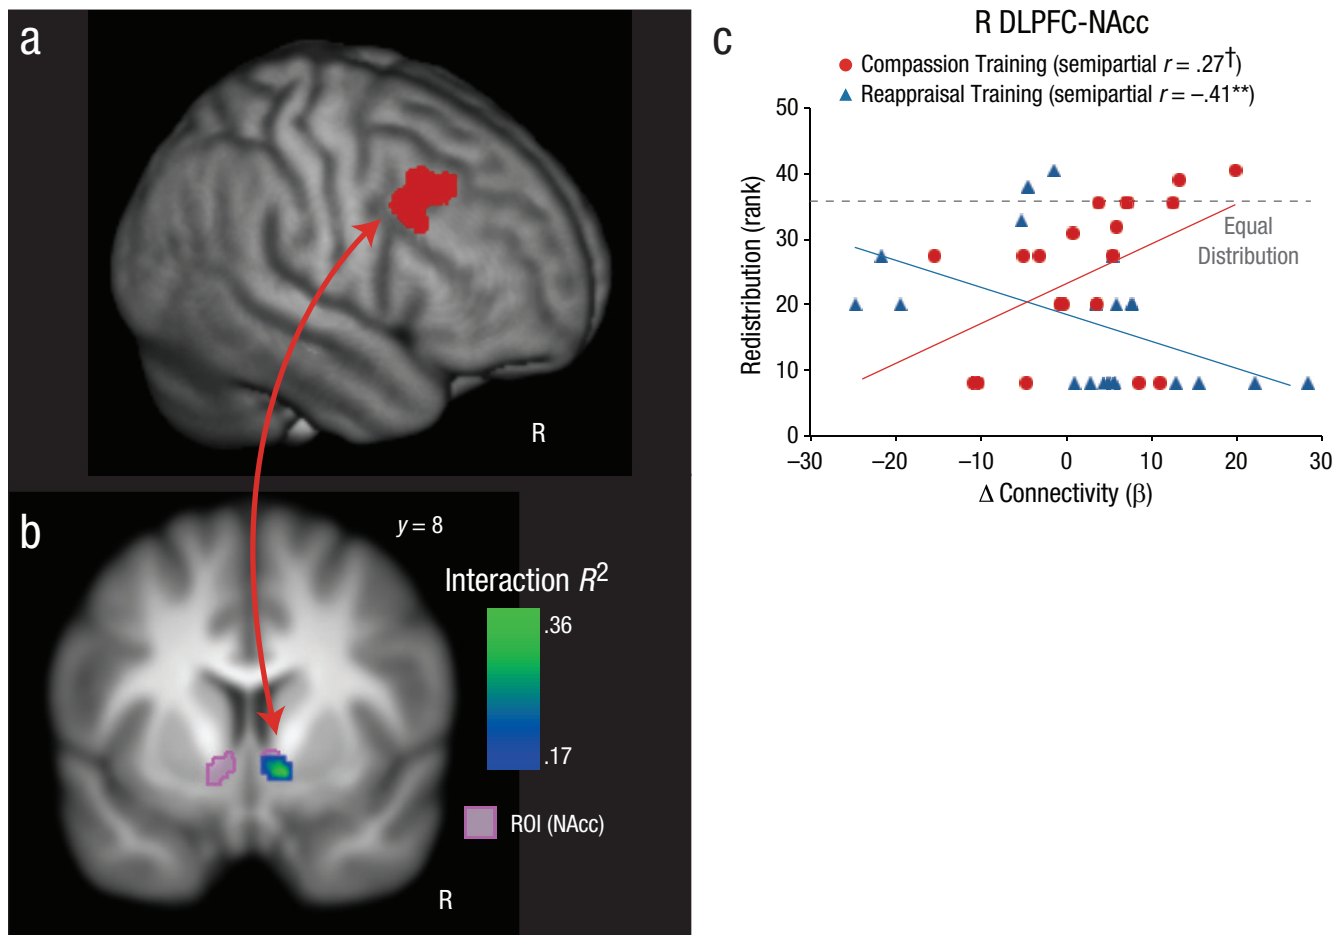 a
R
b
y = 8
Interaction R²
.36
.17
ROI (NAcc)
R
c
R DLPFC-NAcc
Compassion Training (semipartial r = .27†)
Reappraisal Training (semipartial r = –.41**)
Redistribution (rank)
50
40
30
20
10
0
Equal
Distribution
–30
–20
–10
0
10
20
30
Δ Connectivity (β)